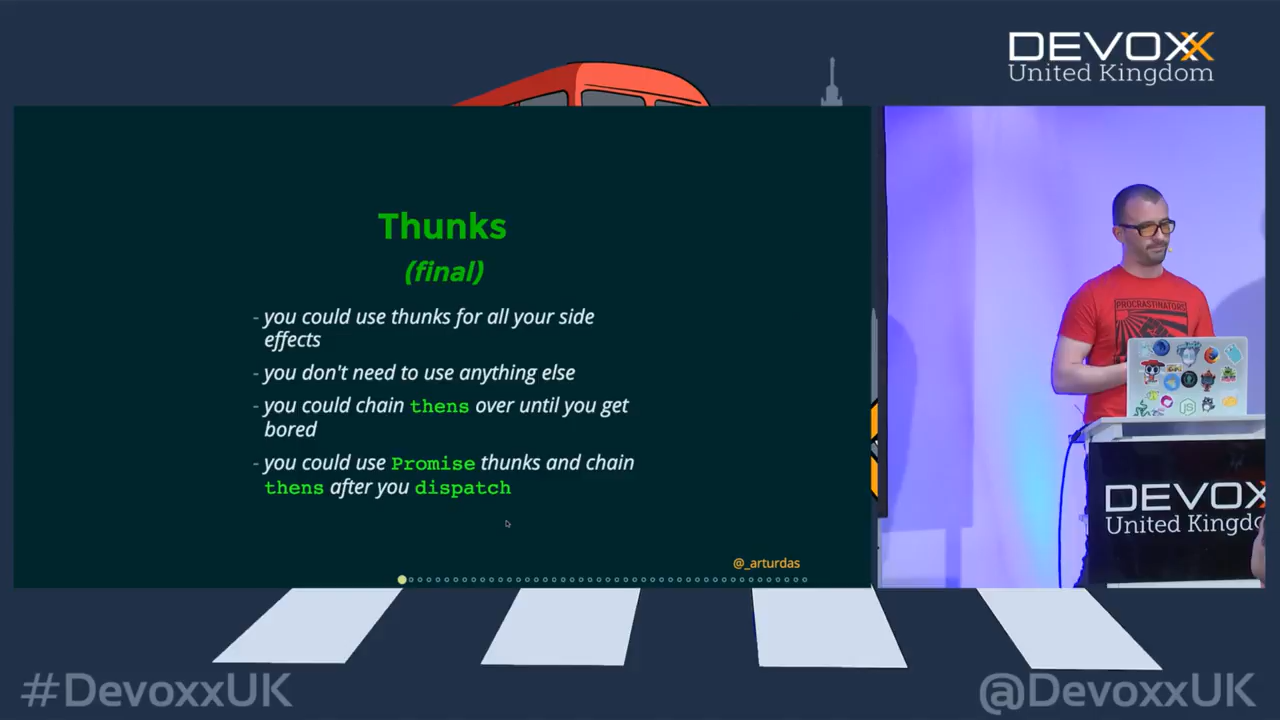 DEVOXX
United Kingdom
Thunks
(final)
- you could use thunks for all your side
effects
- you don't need to use anything else
- you could chain thens over until you get
bored
- you could use Promise thunks and chain
thens after you dispatch
@_arturdas
PROCRASTINATORS
DEVOX
United Kingdo
#DevoxxUK
@DevoxxUK